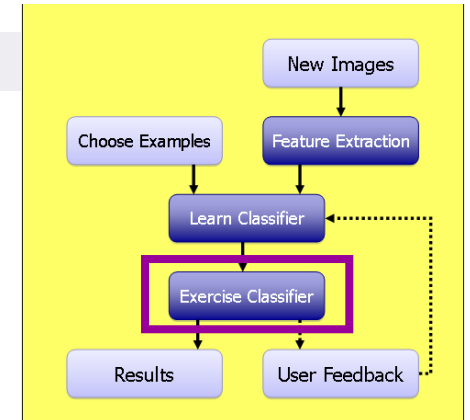 New Images
Choose Examples
Feature Extraction
Learn Classifier
Exercise Classifier
Results
User Feedback